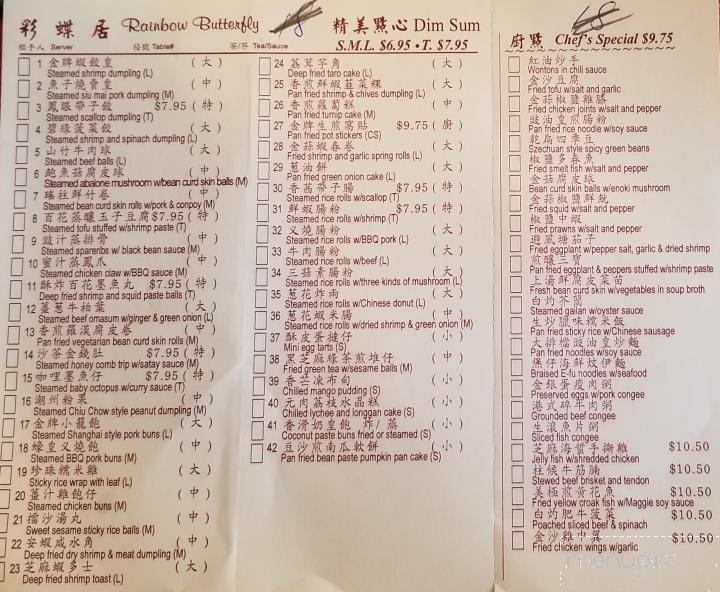 彩蝶居 Rainbow Butterfly
經手人 Server 檯號 Table# 茶/芥 Tea/Sauce
1 金牌蝦餃皇 (大)
Steamed shrimp dumpling (L)
2 魚子燒賣皇 (中)
Steamed siu mai pork dumpling (M)
3 鳳眼帶子餃 $7.95 (特)
Steamed scallop dumpling (T)
4 碧綠菠菜餃 (大)
Steamed shrimp and spinach dumpling (L)
5 山竹牛肉球 (大)
Steamed beef balls (L)
6 鮑魚菇腐皮球 (中)
Steamed abalone mushroom w/bean curd skin balls (M)
7 瑤柱鮮竹卷 (中)
Steamed bean curd skin rolls w/pork & conpoy (M)
8 百花蒸釀玉子豆腐 $7.95 (特)
Steamed tofu stuffed w/shrimp paste (T)
9 豉汁蒸排骨 (中)
Steamed spareribs w/ black bean sauce (M)
10 蜜汁蒸鳳爪 (中)
Steamed chicken claw w/BBQ sauce (M)
11 酥炸百花墨魚丸 $7.95 (特)
Deep fried shrimp and squid paste balls (T)
12 薑蔥牛柏葉 (大)
Steamed beef omasum w/ginger & green onion (L)
13 香煎羅漢腐皮卷 (中)
Pan fried vegetarian bean curd skin rolls (M)
14 沙茶金錢肚 $7.95 (特)
Steamed honey comb trip w/satay sauce (M)
15 咖哩墨魚仔 $7.95 (特)
Steamed baby octopus w/curry sauce (T)
16 潮州粉果 (中)
Steamed Chiu Chow style peanut dumpling (M)
17 金牌小籠飽 (大)
Steamed Shanghai style pork buns (L)
18 蠔皇义燒飽 (中)
Steamed BBQ pork buns (M)
19 珍珠糯米雞 (大)
Sticky rice wrap with leaf (L)
20 薑汁雞飽仔 (中)
Steamed chicken buns (M)
21 擂沙湯丸 (中)
Sweet sesame sticky rice balls (M)
22 安蝦咸水角 (中)
Deep fried dry shrimp & meat dumpling (M)
23 芝麻蝦多士 (大)
Deep fried shrimp toast (L)
精美點心 Dim Sum
S.M.L. $6.95 • T. $7.95
24 荔茸芋角 (大)
Deep fried taro cake (L)
25 香煎鮮蝦韮菜粿 (大)
Pan fried shrimp & chives dumpling (L)
26 香煎蘿蔔糕 (中)
Pan fried turnip cake (M)
27 金牌生煎窩貼 $9.75 (廚)
Pan fried pot stickers (CS)
28 金蒜蝦春卷 (大)
Fried shrimp and garlic spring rolls (L)
29 蔥油餅 (大)
Pan fried green onion cake (L)
30 香茜帶子腸 $7.95 (特)
Steamed rice rolls w/scallop (T)
31 鮮蝦腸粉 $7.95 (特)
Steamed rice rolls w/shrimp (T)
32 义燒腸粉 (大)
Steamed rice rolls w/BBQ pork (L)
33 牛肉腸粉 (大)
Steamed rice rolls w/beef (L)
34 三菇素腸粉 (大)
Steamed rice rolls w/three kinds of mushroom (L)
35 蔥花炸兩 (大)
Steamed rice rolls w/Chinese donut (L)
36 蔥花蝦米腸 (中)
Steamed rice rolls w/dried shrimp & green onion (M)
37 酥皮蛋撻仔 (小)
Mini egg tarts (S)
38 黑芝麻綠茶煎堆仔 (中)
Fried green tea w/sesame balls (M)
39 香芒凍布甸 (小)
Chilled mango pudding (S)
40 元肉荔枝水晶糕 (小)
Chilled lychee and longgan cake (S)
41 香滑奶皇飽 炸/蒸 (小)
Coconut paste buns fried or steamed (S)
42 豆沙煎南瓜軟餅 (小)
Pan fried bean paste pumpkin pan cake (S)
廚點 Chef's Special $9.75
紅油炒手
Wontons in chili sauce
金沙豆腐
Fried tofu w/salt and garlic
金蒜椒鹽雞膝
Fried chicken joints w/salt and pepper
豉油皇煎腸粉
Pan fried rice noodle w/soy sauce
乾扁四季豆
Szechuan style spicy green beans
椒鹽多春魚
Fried smelt fish w/salt and pepper
金菇腐皮球
Bean curd skin balls w/enoki mushroom
金蒜椒鹽鮮魷
Fried squid w/salt and pepper
椒鹽中蝦
Fried prawns w/salt and pepper
避風塘茄子
Fried eggplant w/pepper salt, garlic & dried shrimp
煎釀三寶
Pan fried eggplant & peppers stuffed w/shrimp paste
上湯鮮腐皮菜苗
Fresh bean curd skin w/vegetables in soup broth
白灼芥蘭
Steamed gailan w/oyster sauce
生炒臘味糯米飯
Pan fried sticky rice w/Chinese sausage
大排檔豉油皇炒麵
Pan fried noodles w/soy sauce
保仔海鮮炆伊麵
Braised E-fu noodles w/seafood
金銀蛋瘦肉粥
Preserved eggs w/pork congee
港式碎牛肉粥
Grounded beef congee
生滾魚片粥
Sliced fish congee
芝麻海蜇手撕雞 $10.50
Jelly fish w/shredded chicken
柱候牛筋腩 $10.50
Stewed beef brisket and tendon
美極煎黃花魚 $10.50
Fried yellow croak fish w/Maggie soy sauce
白灼肥牛菠菜 $10.50
Poached sliced beef & spinach
金沙雞中翼 $10.50
Fried chicken wings w/garlic
menupix